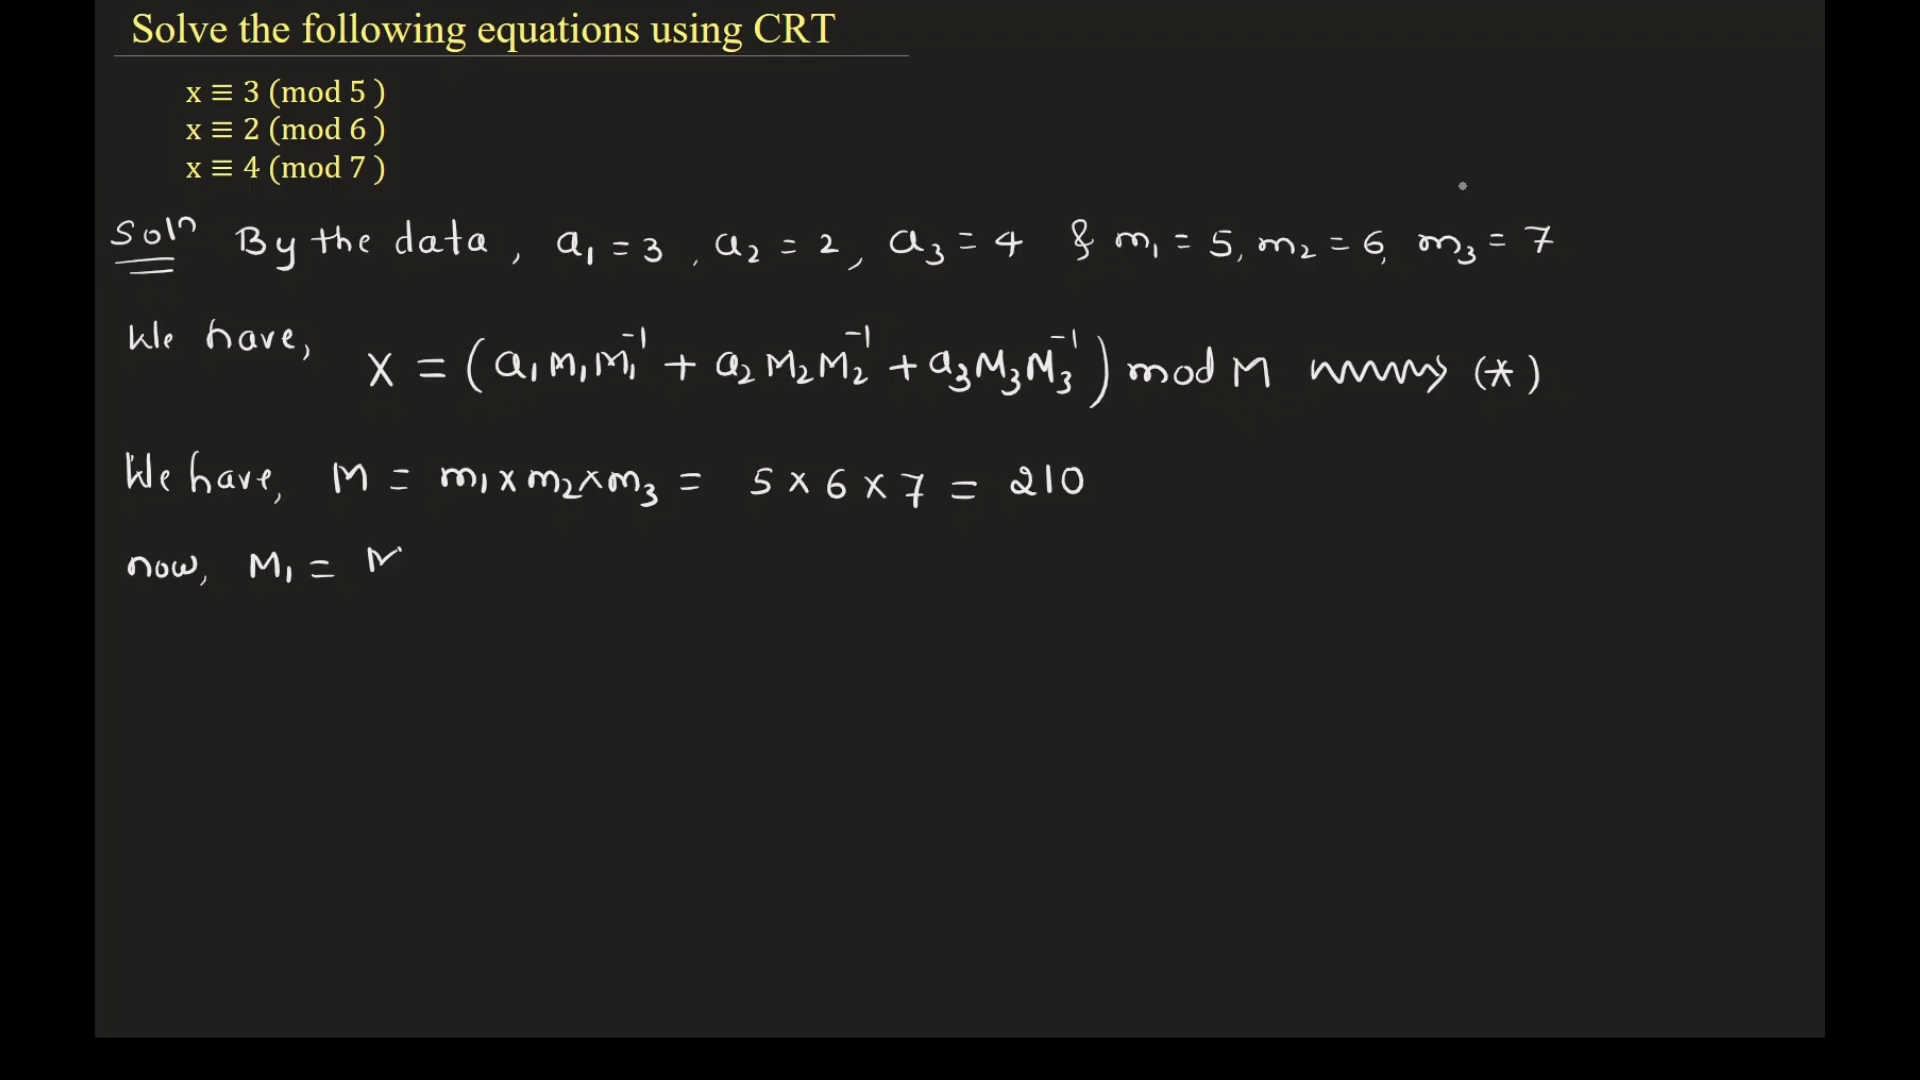 Solve the following equations using CRT
x ≡ 3 (mod 5 )
x ≡ 2 (mod 6 )
x ≡ 4 (mod 7 )
Soln By the data , a₁ = 3 , a₂ = 2 , a₃ = 4 & m₁ = 5, m₂ = 6, m₃ = 7
We have, X = (a₁M₁M₁⁻¹ + a₂M₂M₂⁻¹ + a₃M₃M₃⁻¹) mod M (*)
We have, M = m₁×m₂×m₃ = 5 × 6 × 7 = 210
now, M₁ = M